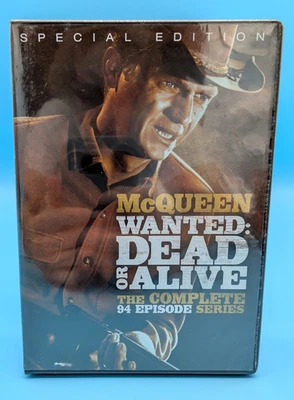 SPECIAL EDITION
McQUEEN
WANTED:
DEAD
OR ALIVE
THE COMPLETE
94 EPISODE SERIES